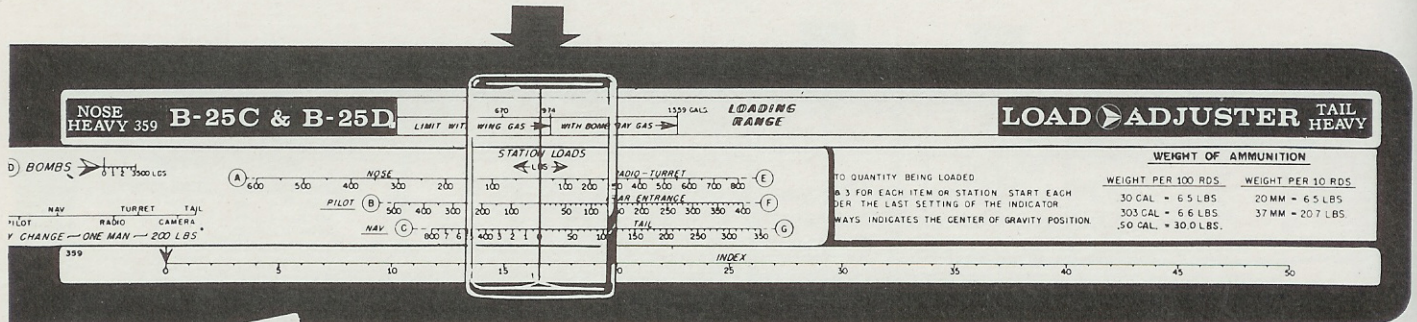 NOSE HEAVY 359 B-25C & B-25D
670 974 1559 GALS LOADING RANGE
LIMIT WITH WING GAS WITH BOMB BAY GAS
LOAD ADJUSTER TAIL HEAVY
BOMBS 0 1 2 3500 LBS
STATION LOADS
LBS
A NOSE RADIO-TURRET E
600 500 400 300 200 100 100 200 400 500 600 700 800
PILOT B REAR ENTRANCE F
500 400 300 200 100 50 100 200 250 300 350 400
NAV C TAIL G
800 7 6 5 400 3 2 1 0 50 100 150 200 250 300 350
NAV TURRET TAIL
PILOT RADIO CAMERA
CHANGE — ONE MAN — 200 LBS
TO QUANTITY BEING LOADED
& 3 FOR EACH ITEM OR STATION START EACH
DER THE LAST SETTING OF THE INDICATOR
WAYS INDICATES THE CENTER OF GRAVITY POSITION.
WEIGHT OF AMMUNITION
WEIGHT PER 100 RDS. WEIGHT PER 10 RDS.
.30 CAL = 6.5 LBS. 20 MM = 6.5 LBS.
.303 CAL = 6.6 LBS. 37 MM = 20.7 LBS.
.50 CAL. = 30.0 LBS.
359 INDEX
0 5 10 15 20 25 30 35 40 45 50